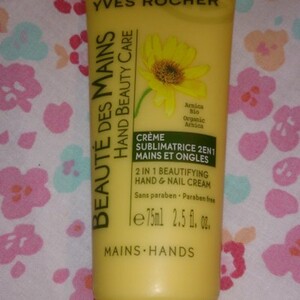 YVES ROCHER
BEAUTÉ DES MAINS
HAND BEAUTY CARE
Arnica
Bio
Organic
Arnica
CRÈME
SUBLIMATRICE 2EN1
MAINS ET ONGLES
2 IN 1 BEAUTIFYING
HAND & NAIL CREAM
Sans paraben • Paraben free
e 75ml 2.5 fl. oz.
MAINS • HANDS